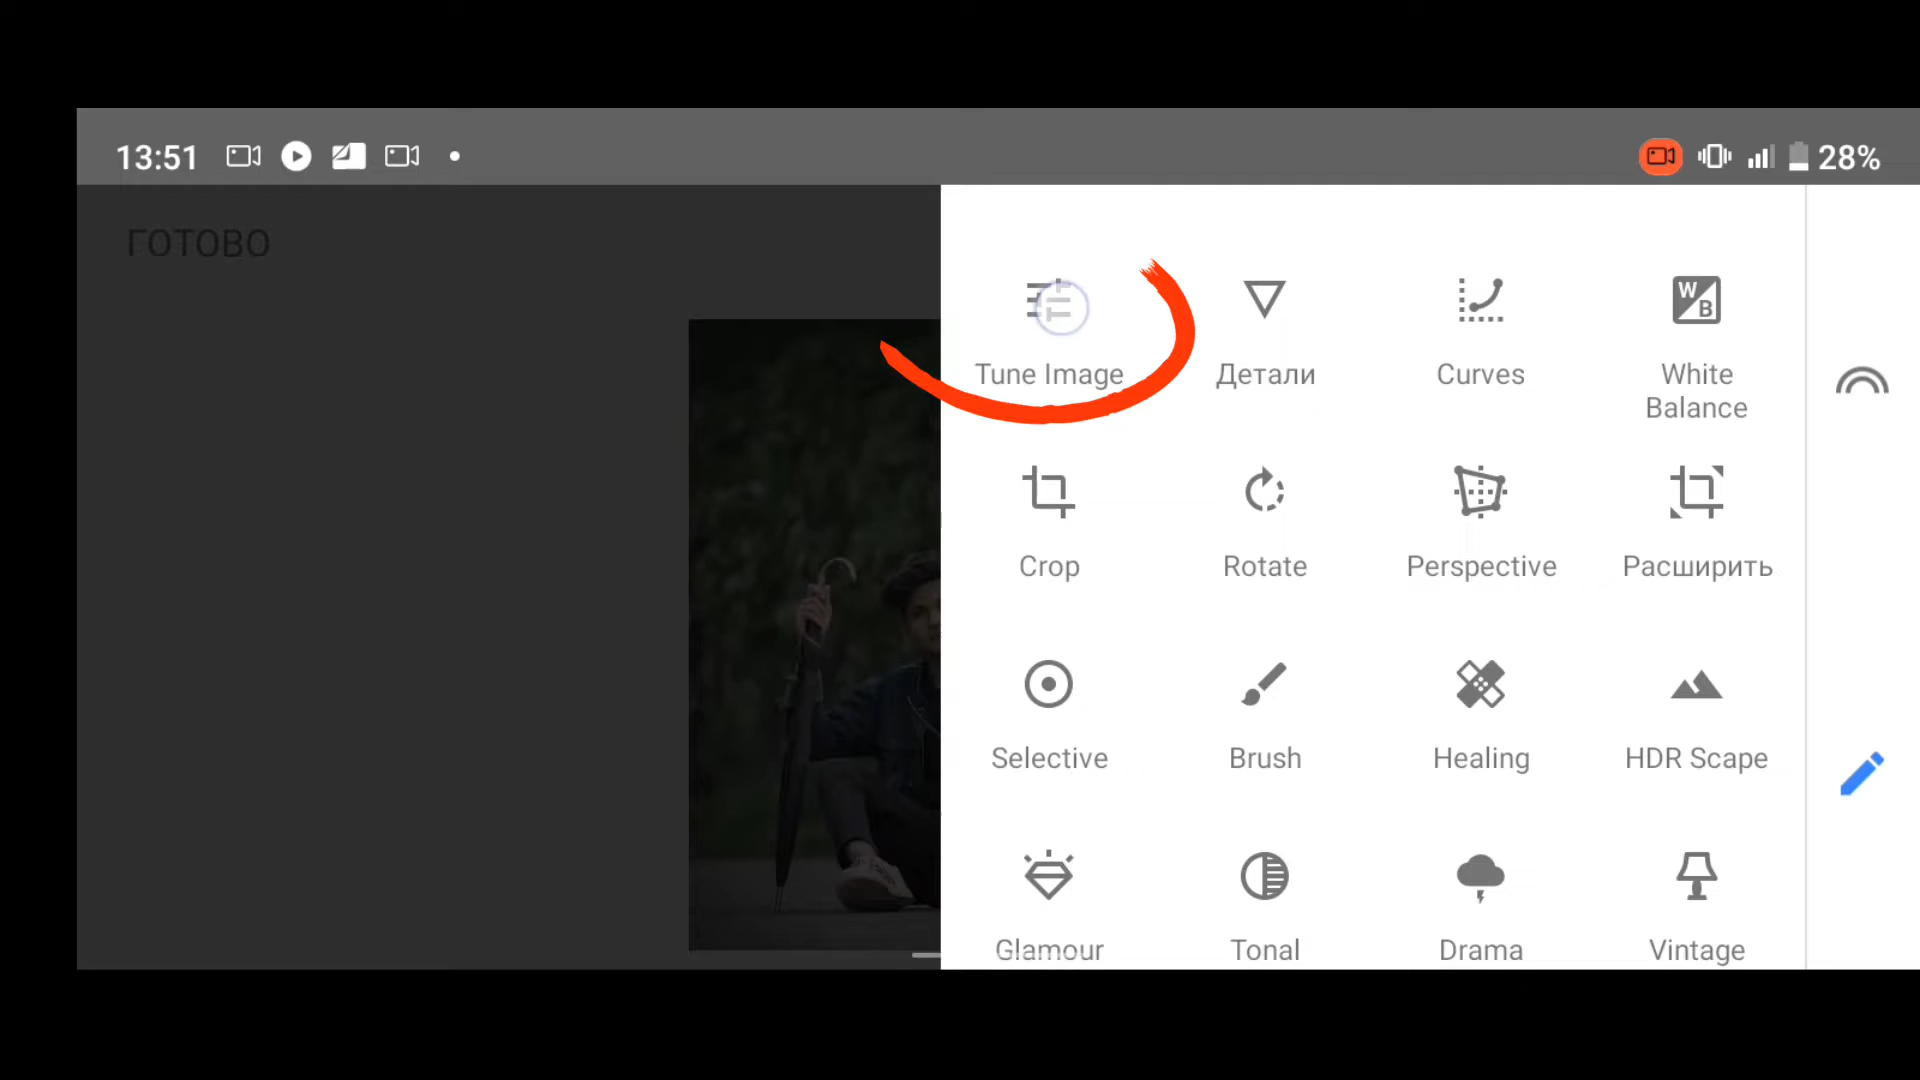 13:51
28%
ГОТОВО
Tune Image
Детали
Curves
White
Balance
Crop
Rotate
Perspective
Расширить
Selective
Brush
Healing
HDR Scape
Glamour
Tonal
Drama
Vintage